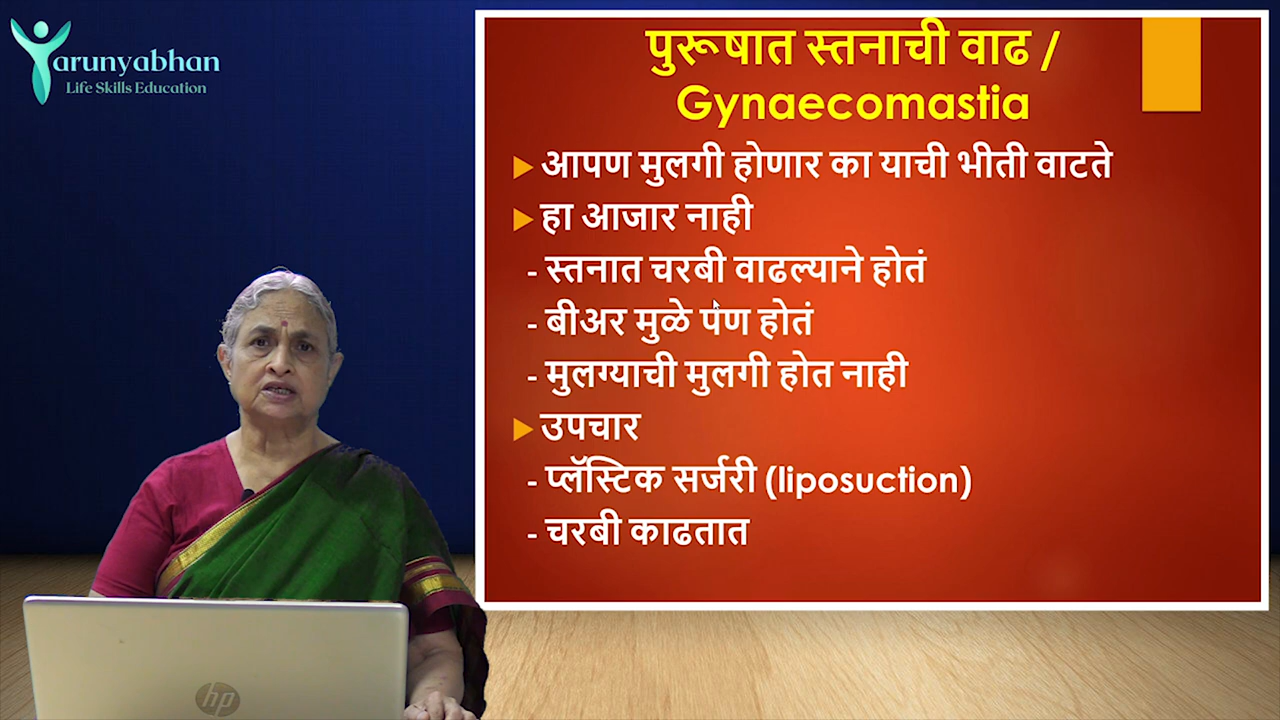 Yarunyabhan
Life Skills Education
पुरूषात स्तनाची वाढ /
Gynaecomastia
आपण मुलगी होणार का याची भीती वाटते
हा आजार नाही
- स्तनात चरबी वाढल्याने होतं
- बीअर मुळे पंण होतं
- मुलग्याची मुलगी होत नाही
उपचार
- प्लॅस्टिक सर्जरी (liposuction)
- चरबी काढतात
hp